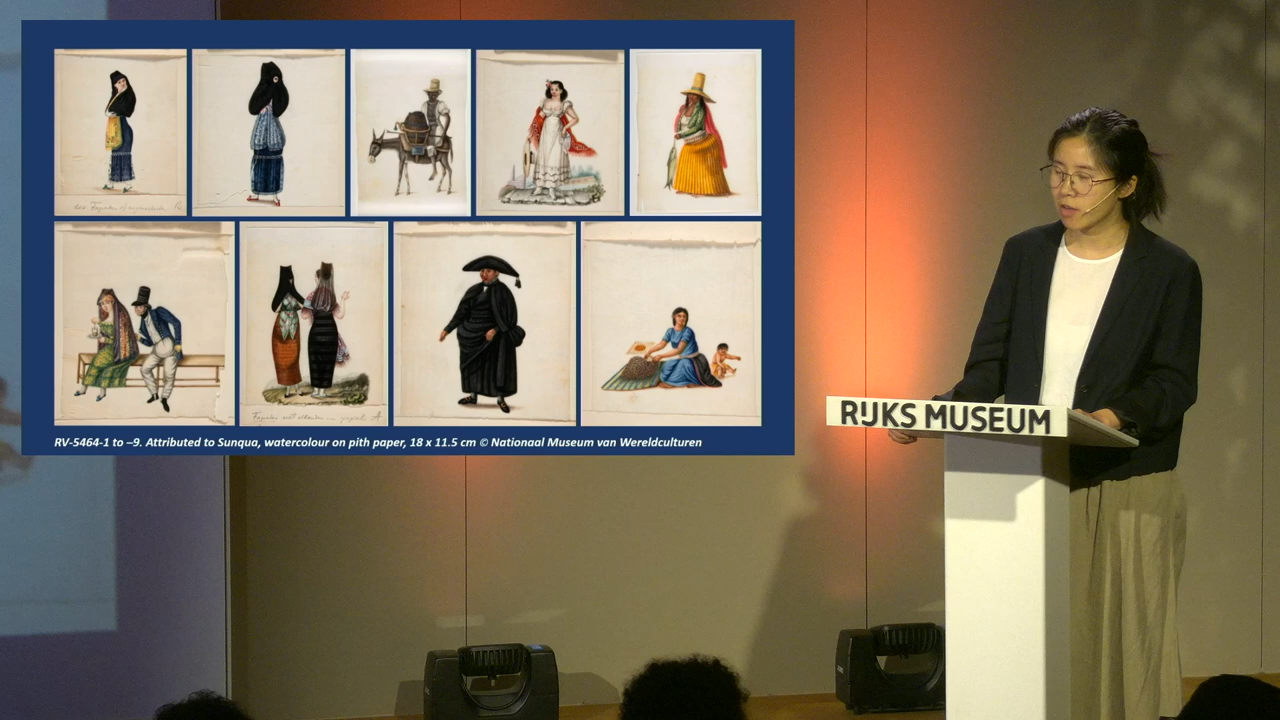 RV-5464-1 to –9. Attributed to Sunqua, watercolour on pith paper, 18 x 11.5 cm © Nationaal Museum van Wereldculturen
RIJKS MUSEUM